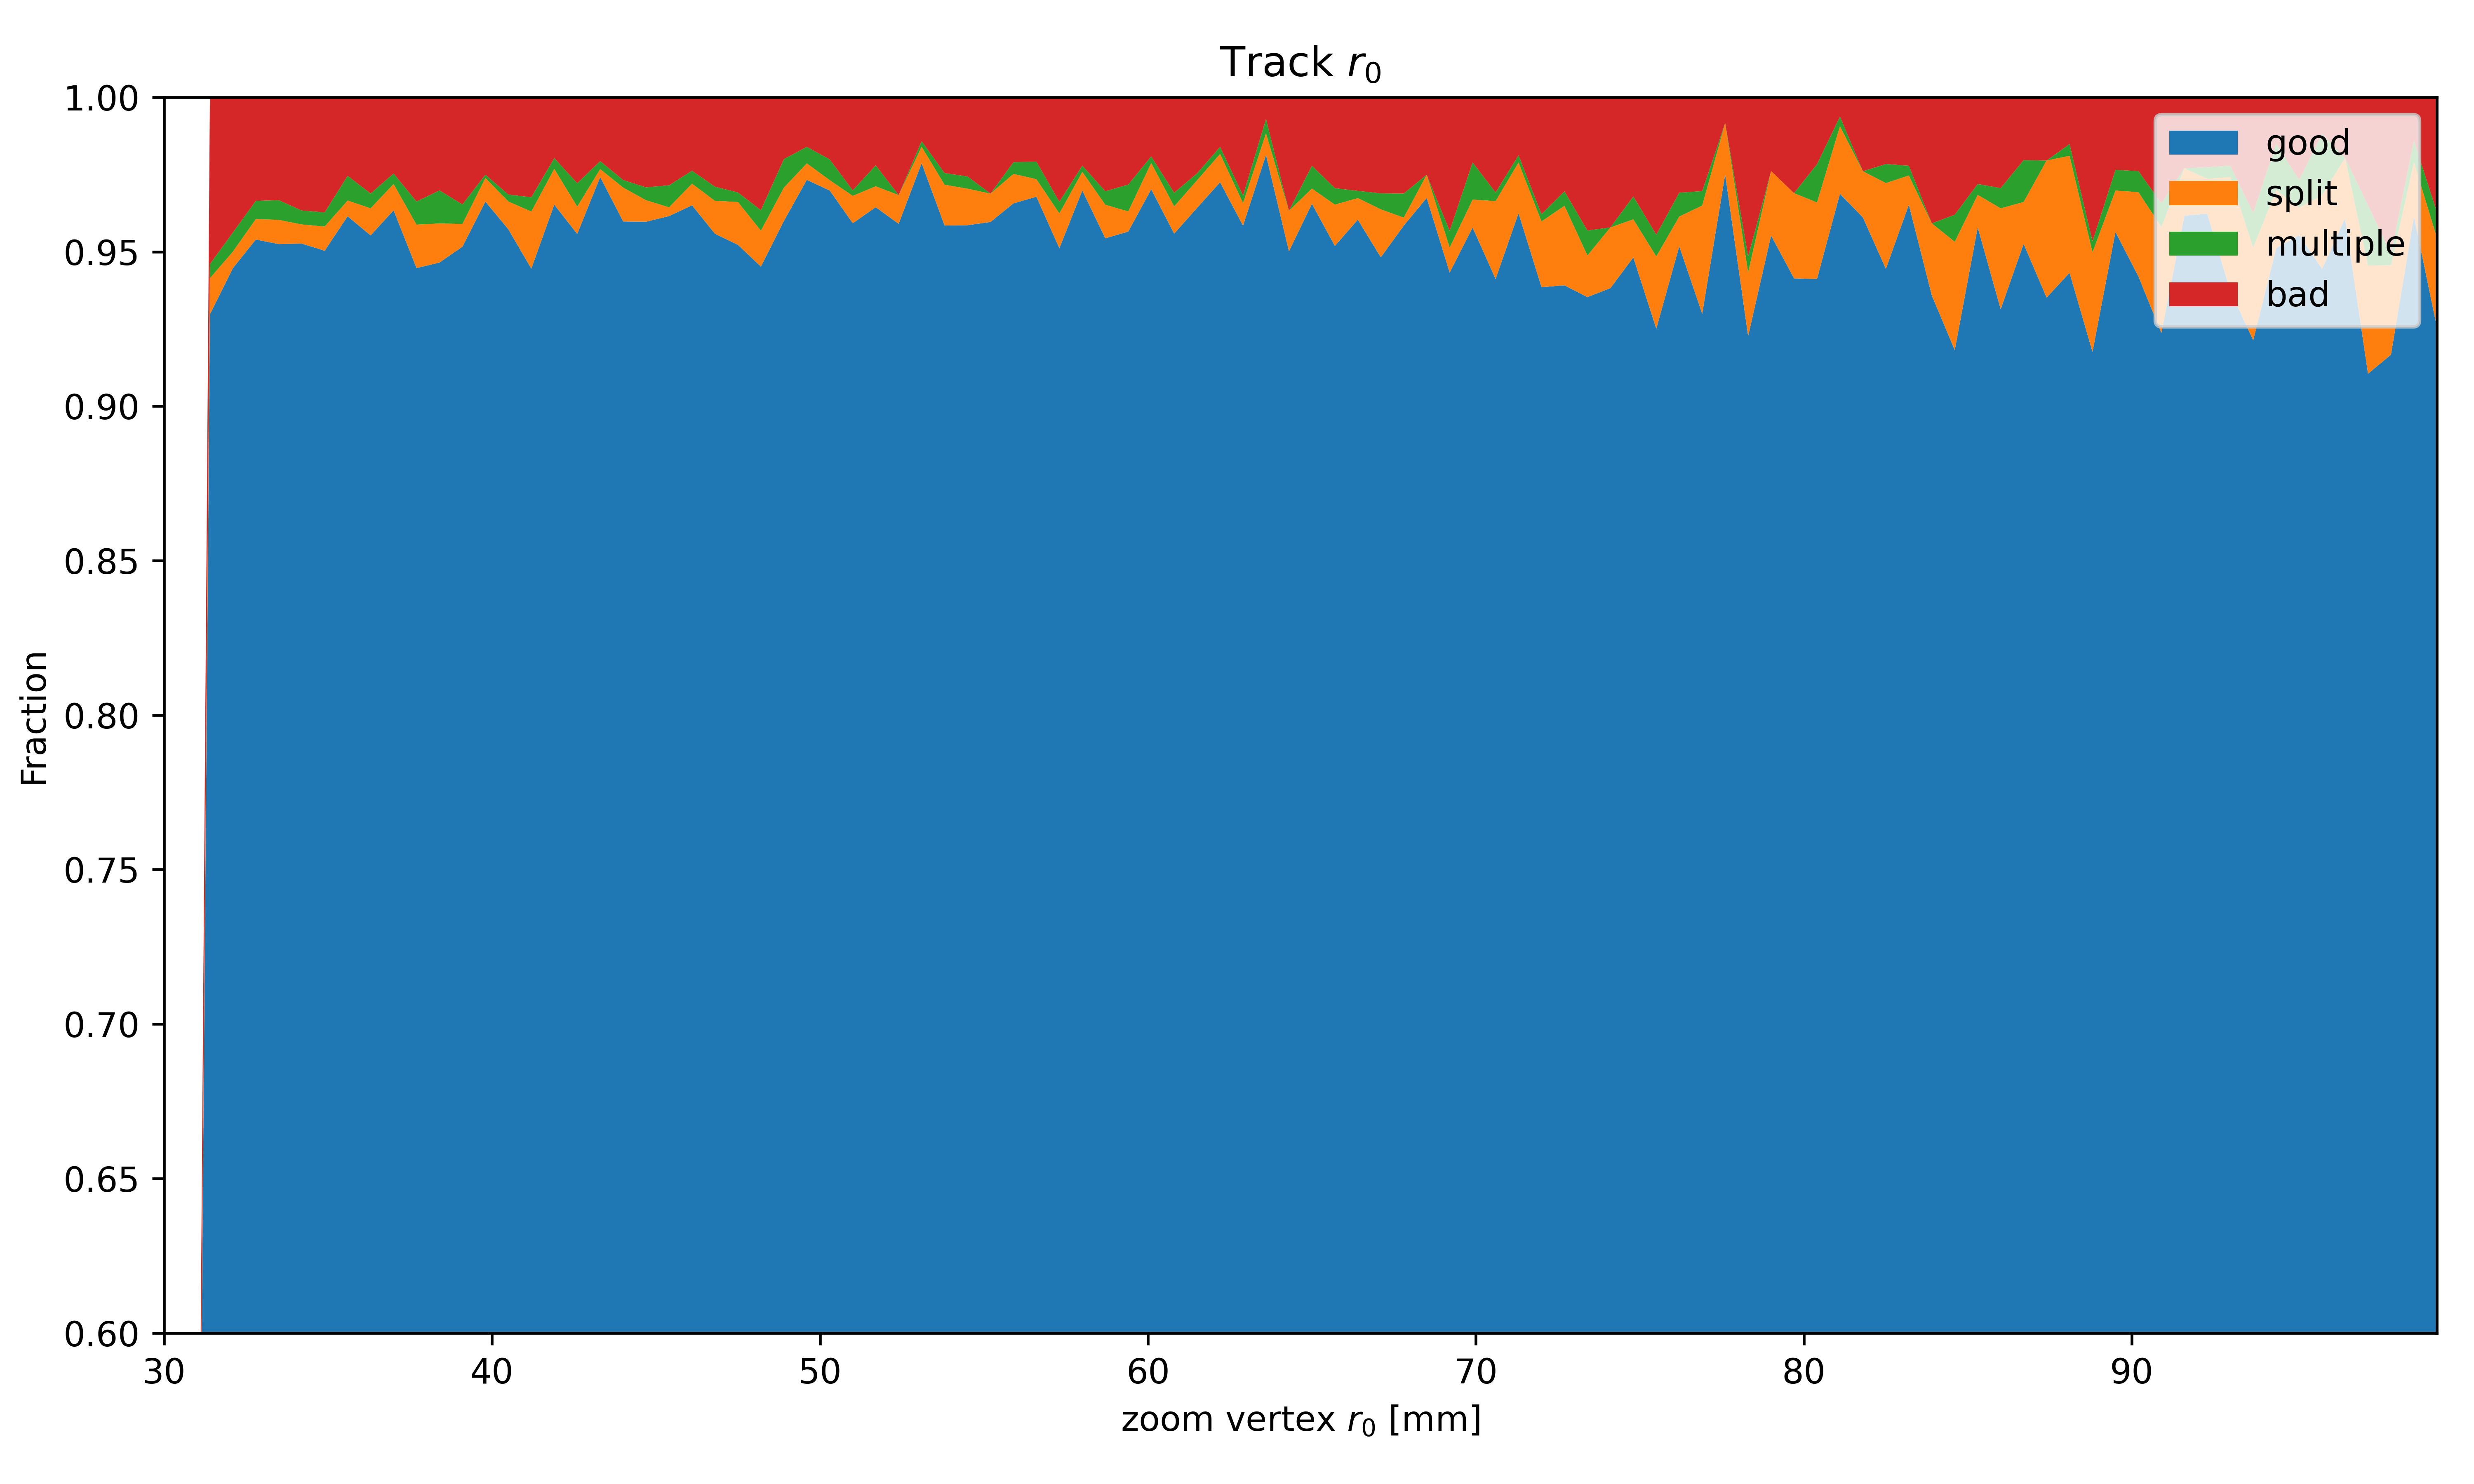 Track r₀
1.00
0.95
0.90
0.85
0.80
0.75
0.70
0.65
0.60
Fraction
good
split
multiple
bad
30 40 50 60 70 80 90
zoom vertex r₀ [mm]